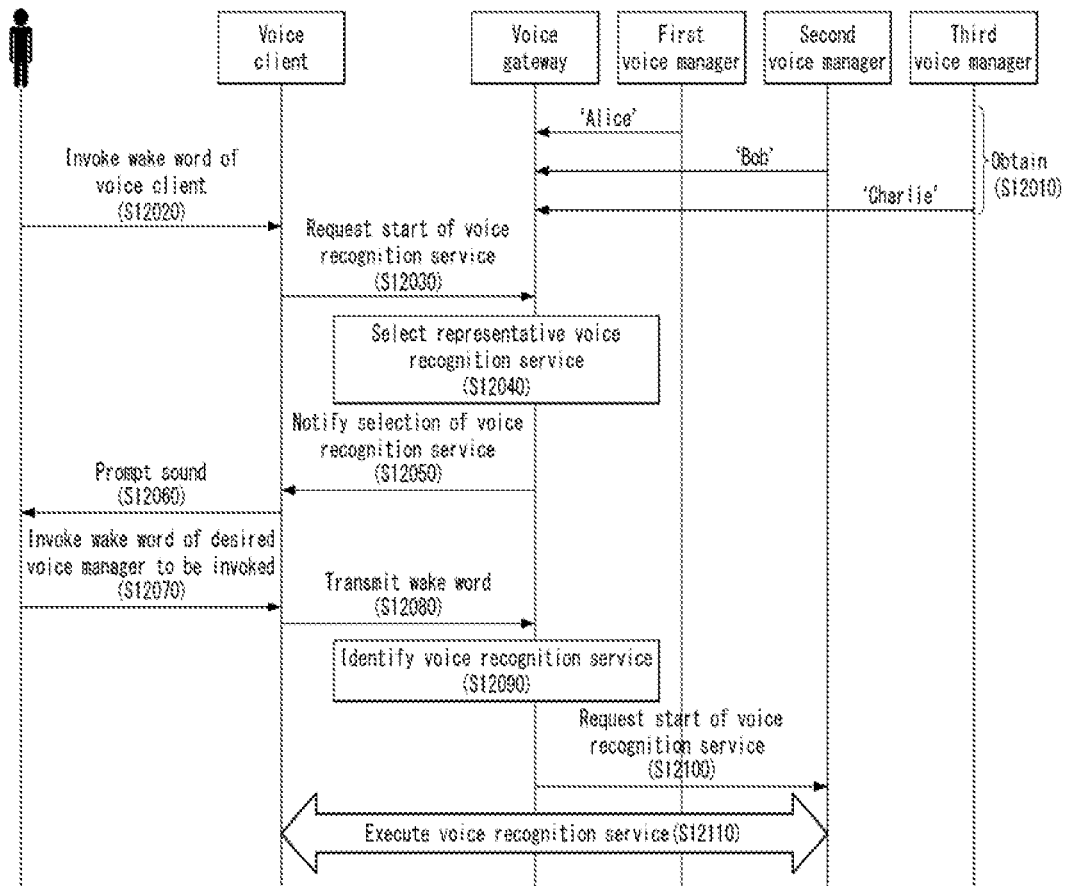 Voice
client
Voice
gateway
First
voice manager
Second
voice manager
Third
voice manager
'Alice'
'Bob'
'Charlie'
Obtain
(S12010)
Invoke wake word of
voice client
(S12020)
Request start of voice
recognition service
(S12030)
Select representative voice
recognition service
(S12040)
Notify selection of voice
recognition service
(S12050)
Prompt sound
(S12060)
Invoke wake word of desired
voice manager to be invoked
(S12070)
Transmit wake word
(S12080)
Identify voice recognition service
(S12090)
Request start of voice
recognition service
(S12100)
Execute voice recognition service(S12110)